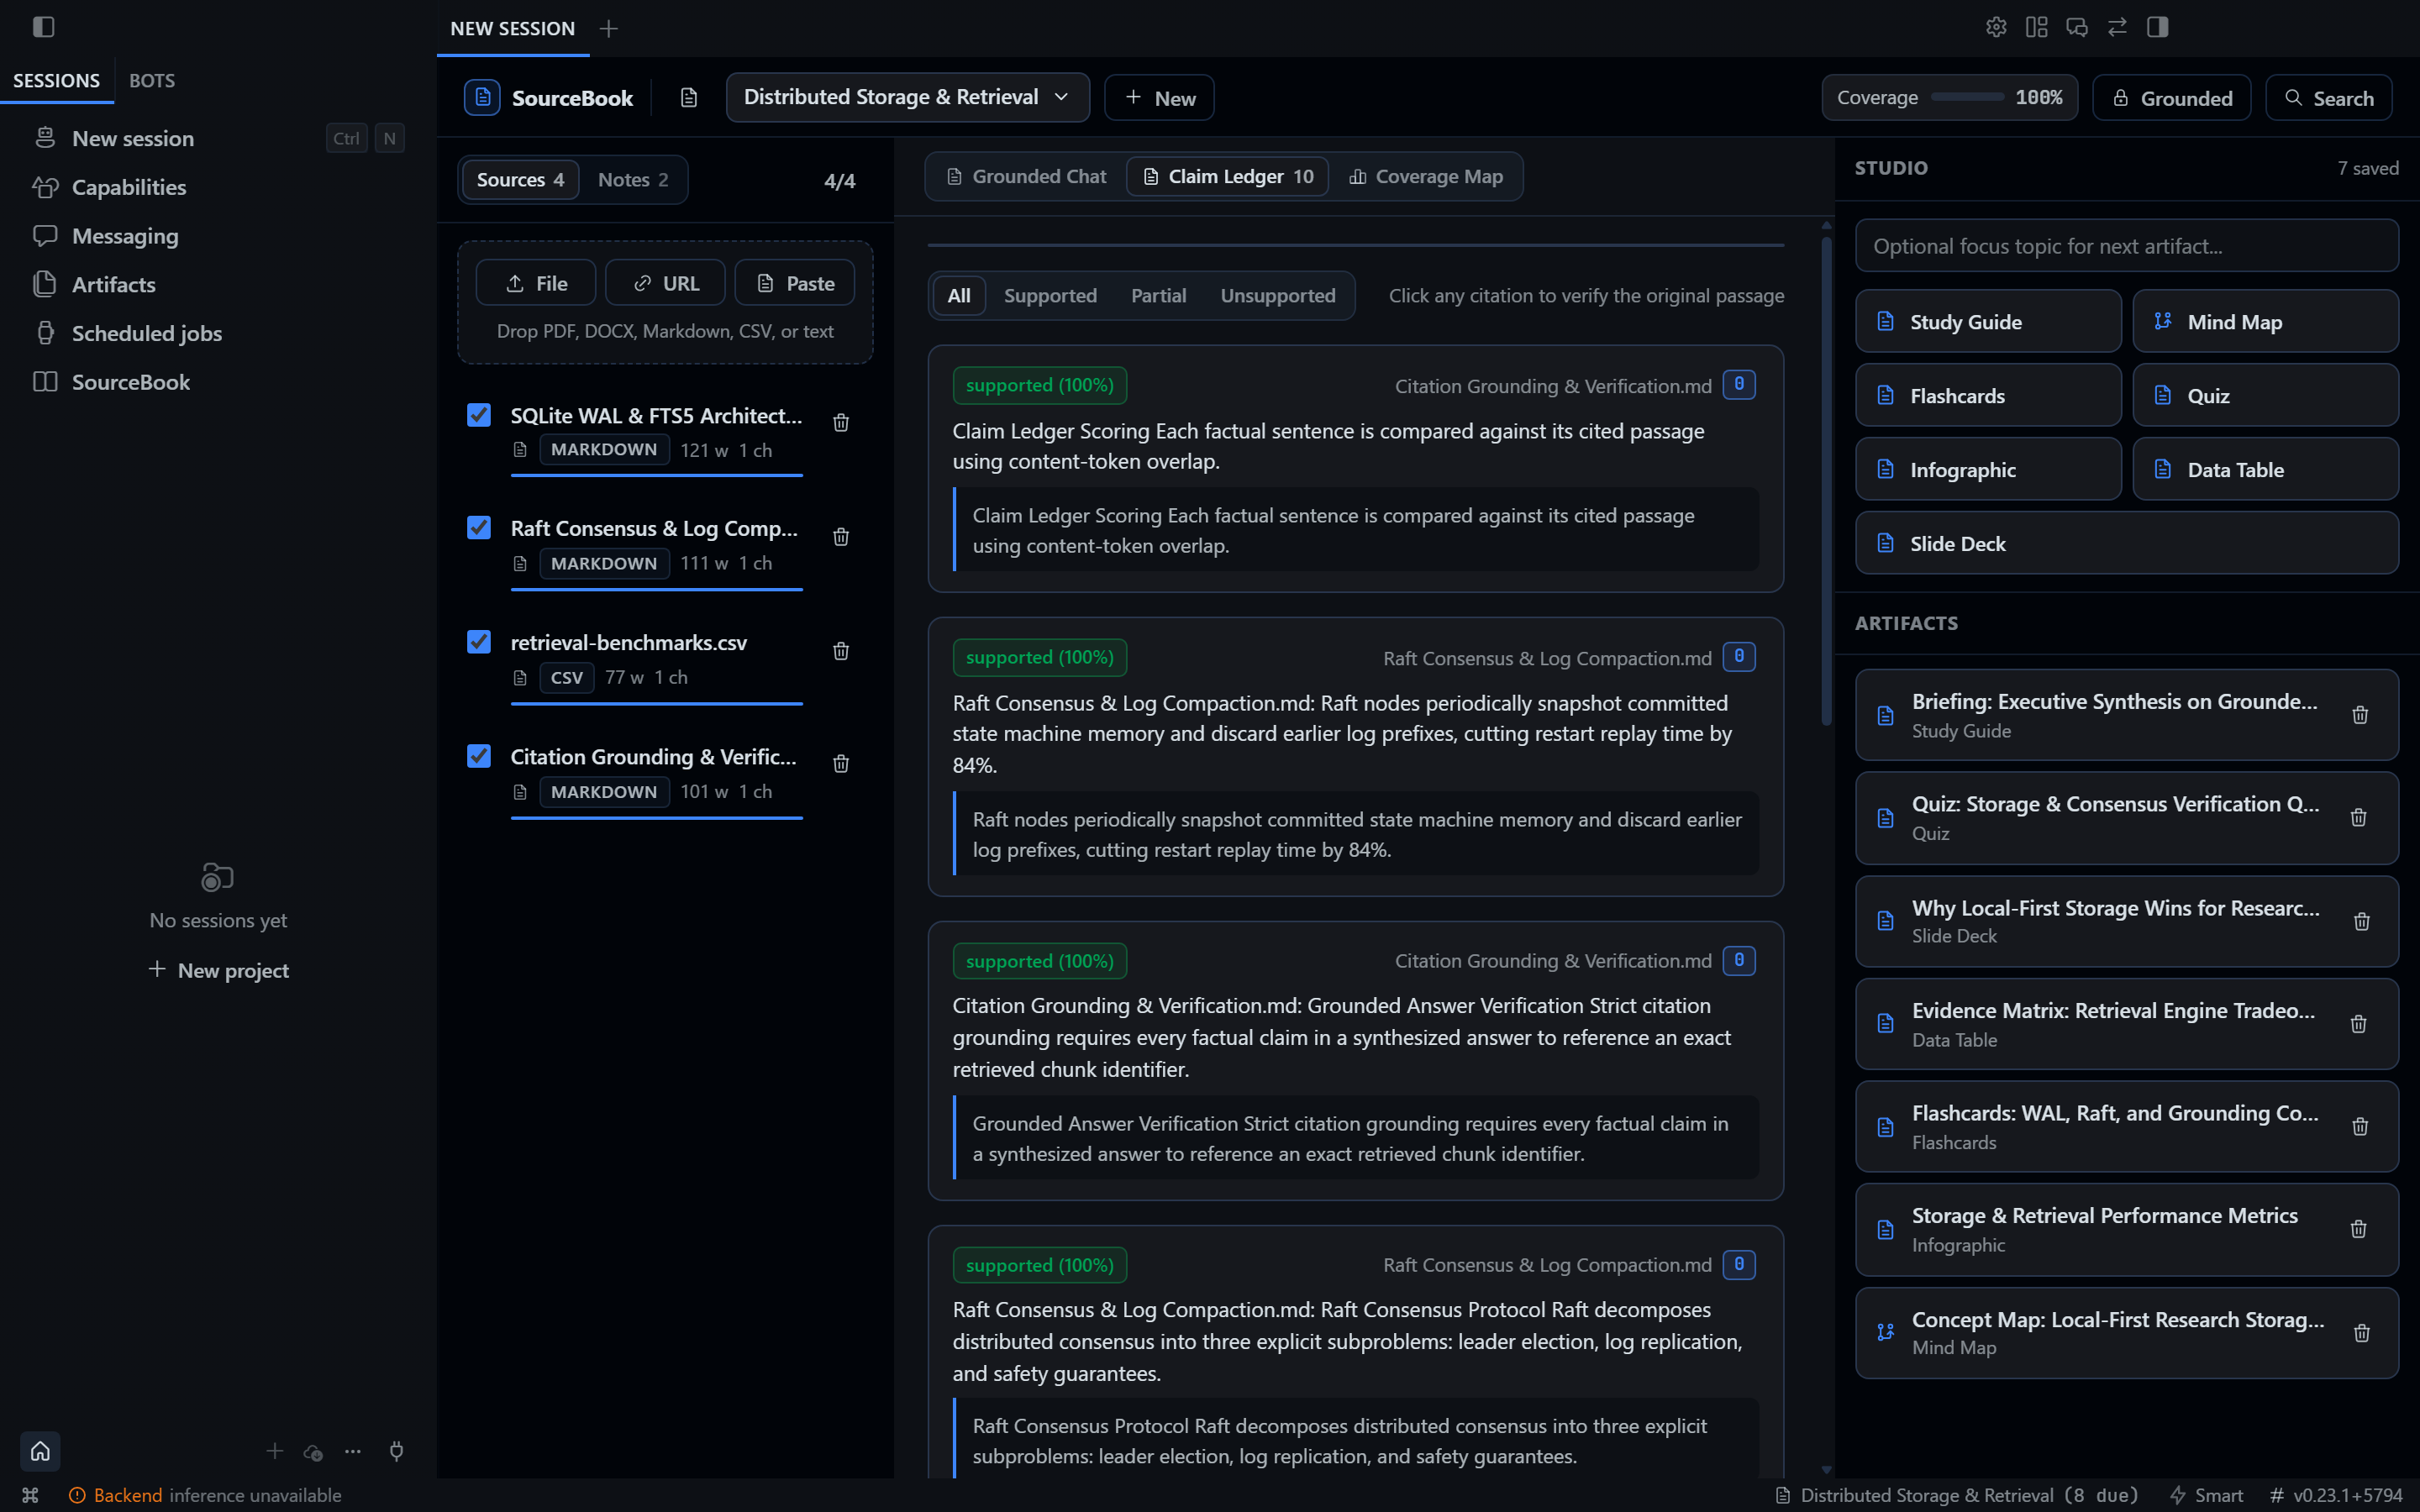 NEW SESSION
SESSIONS
BOTS
New session
Ctrl N
Capabilities
Messaging
Artifacts
Scheduled jobs
SourceBook
No sessions yet
New project
SourceBook
Distributed Storage & Retrieval
New
Coverage 100%
Grounded
Search
Sources 4
Notes 2
4/4
File
URL
Paste
Drop PDF, DOCX, Markdown, CSV, or text
SQLite WAL & FTS5 Architect...
MARKDOWN 121 w 1 ch
Raft Consensus & Log Comp...
MARKDOWN 111 w 1 ch
retrieval-benchmarks.csv
CSV 77 w 1 ch
Citation Grounding & Verific...
MARKDOWN 101 w 1 ch
Grounded Chat
Claim Ledger 10
Coverage Map
All
Supported
Partial
Unsupported
Click any citation to verify the original passage
supported (100%)
Citation Grounding & Verification.md 0
Claim Ledger Scoring Each factual sentence is compared against its cited passage
using content-token overlap.
Claim Ledger Scoring Each factual sentence is compared against its cited passage
using content-token overlap.
supported (100%)
Raft Consensus & Log Compaction.md 0
Raft Consensus & Log Compaction.md: Raft nodes periodically snapshot committed
state machine memory and discard earlier log prefixes, cutting restart replay time by
84%.
Raft nodes periodically snapshot committed state machine memory and discard earlier
log prefixes, cutting restart replay time by 84%.
supported (100%)
Citation Grounding & Verification.md 0
Citation Grounding & Verification.md: Grounded Answer Verification Strict citation
grounding requires every factual claim in a synthesized answer to reference an exact
retrieved chunk identifier.
Grounded Answer Verification Strict citation grounding requires every factual claim in
a synthesized answer to reference an exact retrieved chunk identifier.
supported (100%)
Raft Consensus & Log Compaction.md 0
Raft Consensus & Log Compaction.md: Raft Consensus Protocol Raft decomposes
distributed consensus into three explicit subproblems: leader election, log replication,
and safety guarantees.
Raft Consensus Protocol Raft decomposes distributed consensus into three explicit
subproblems: leader election, log replication, and safety guarantees.
STUDIO
7 saved
Optional focus topic for next artifact...
Study Guide
Mind Map
Flashcards
Quiz
Infographic
Data Table
Slide Deck
ARTIFACTS
Briefing: Executive Synthesis on Grounde...
Study Guide
Quiz: Storage & Consensus Verification Q...
Quiz
Why Local-First Storage Wins for Researc...
Slide Deck
Evidence Matrix: Retrieval Engine Tradeo...
Data Table
Flashcards: WAL, Raft, and Grounding Co...
Flashcards
Storage & Retrieval Performance Metrics
Infographic
Concept Map: Local-First Research Storag...
Mind Map
Backend inference unavailable
Distributed Storage & Retrieval (8 due)
Smart
# v0.23.1+5794